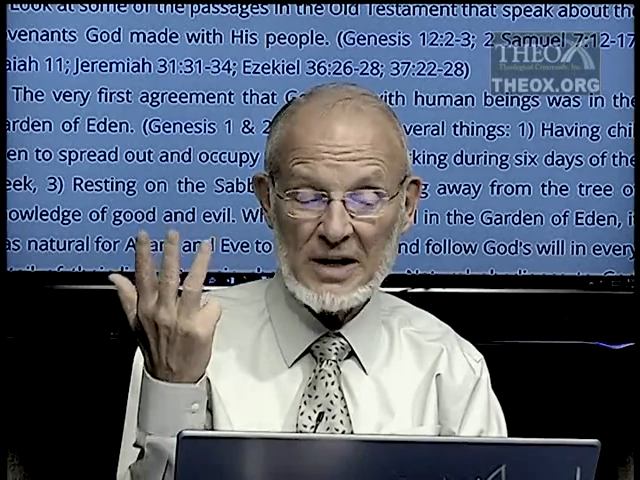 Look at some of the passages in the Old Testament that speak about the
venants God made with His people. (Genesis 12:2-3; 2 Samuel 7:12-17
aiah 11; Jeremiah 31:31-34; Ezekiel 36:26-28; 37:22-28)
The very first agreement that G with human beings was in the
arden of Eden. (Genesis 1 & 2 veral things: 1) Having chi
en to spread out and occupy king during six days of the
eek, 3) Resting on the Sabb g away from the tree o
owledge of good and evil. W l in the Garden of Eden, i
as natural for A and Eve to and follow God's will in every
THEOX
Theological Crossroads, Inc.
THEOX.ORG